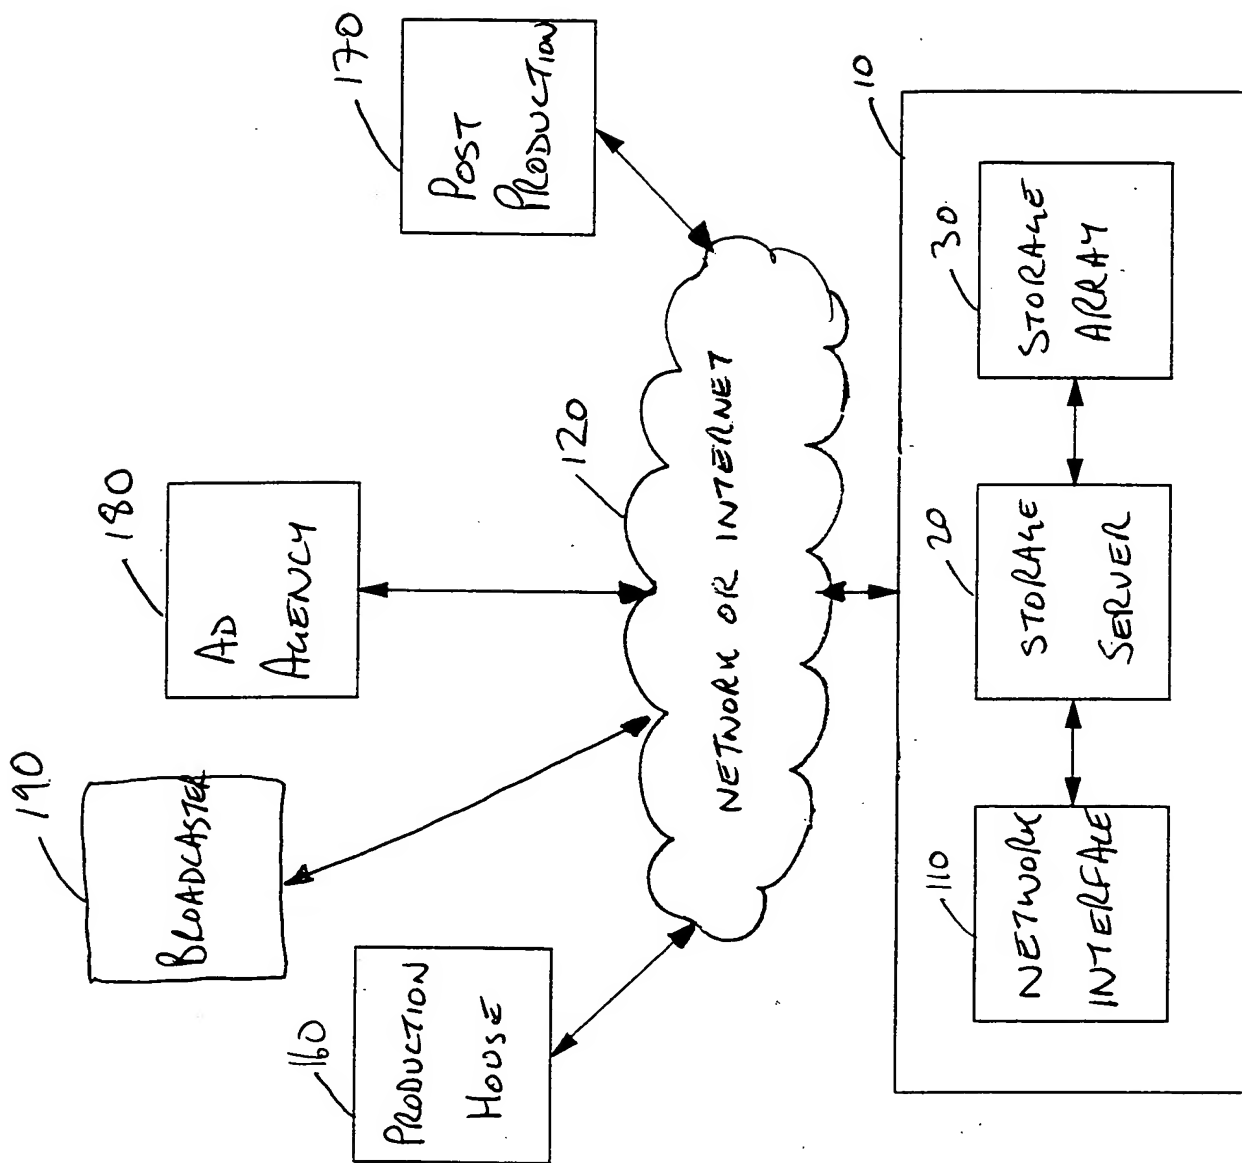 190
BROADCASTER
180
AD
AGENCY
160
PRODUCTION
HOUSE
170
POST
PRODUCTION
120
NETWORK OR INTERNET
10
110
NETWORK
INTERFACE
20
STORAGE
SERVER
30
STORAGE
ARRAY